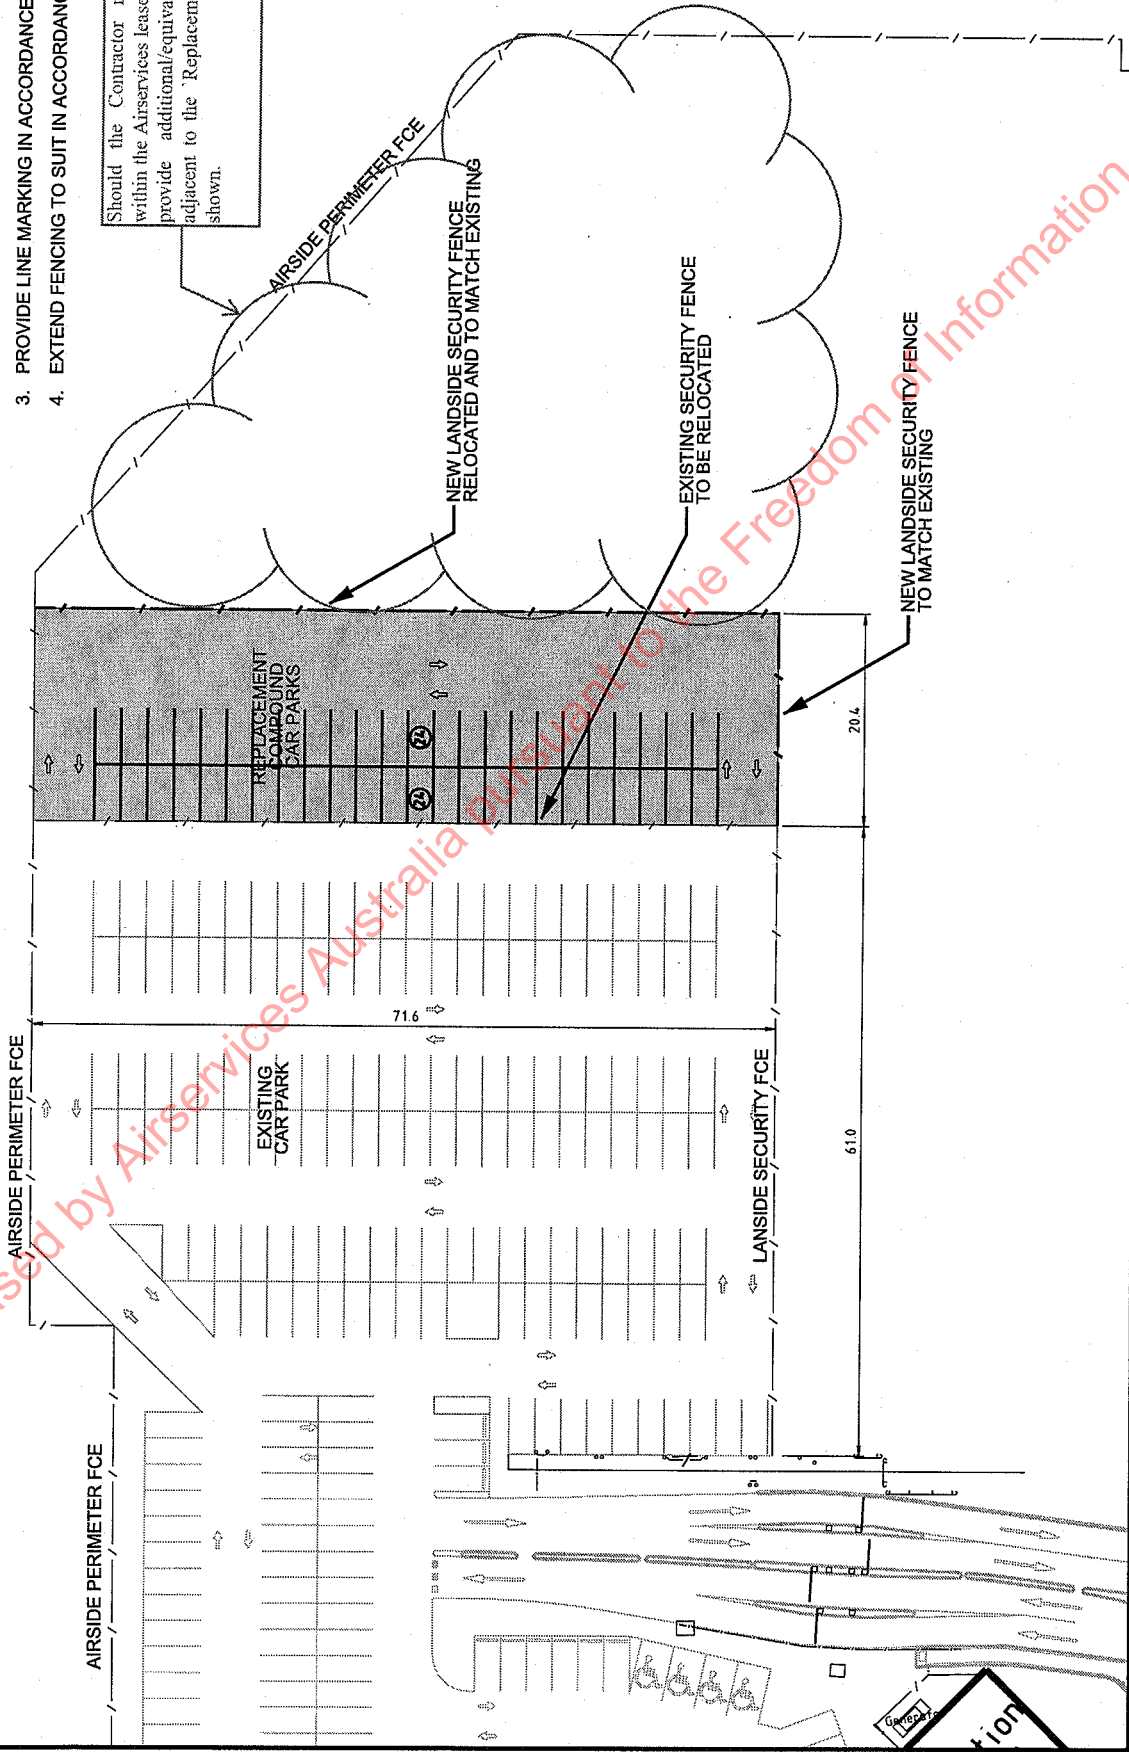 3. PROVIDE LINE MARKING IN ACCORDANCE
4. EXTEND FENCING TO SUIT IN ACCORDANC
Should the Contractor
within the Airservices lease
provide additional/equiva
adjacent to the `Replacem
shown.
AIRSIDE PERIMETER FCE
NEW LANDSIDE SECURITY FENCE
RELOCATED AND TO MATCH EXISTING
EXISTING SECURITY FENCE
TO BE RELOCATED
NEW LANDSIDE SECURITY FENCE
TO MATCH EXISTING
REPLACEMENT
COMPOUND
CAR PARKS
24
24
20.4
AIRSIDE PERIMETER FCE
71.6
EXISTING
CAR PARK
LANSIDE SECURITY FCE
61.0
AIRSIDE PERIMETER FCE
Generato
tion
sed by Airservices Australia pursuant to the Freedom of Information